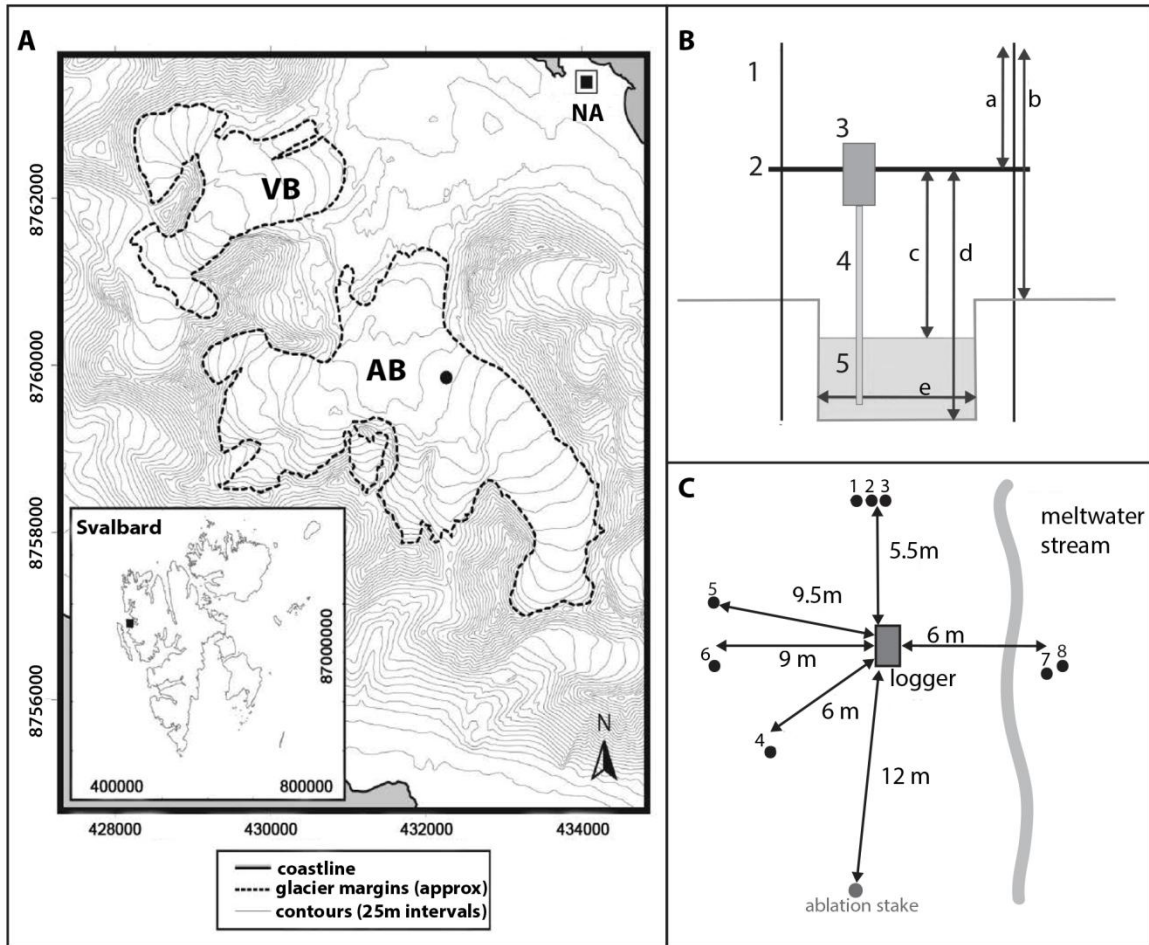 A
NA
VB
AB
8762000
8760000
8758000
8756000
Svalbard
87000000
400000
800000
N
428000
430000
432000
434000
coastline
glacier margins (approx)
contours (25m intervals)
B
1
2
3
4
5
a
b
c
d
e
C
1 2 3
5.5m
meltwater
stream
5
9.5m
6
9 m
6 m
7
8
logger
6 m
4
12 m
ablation stake